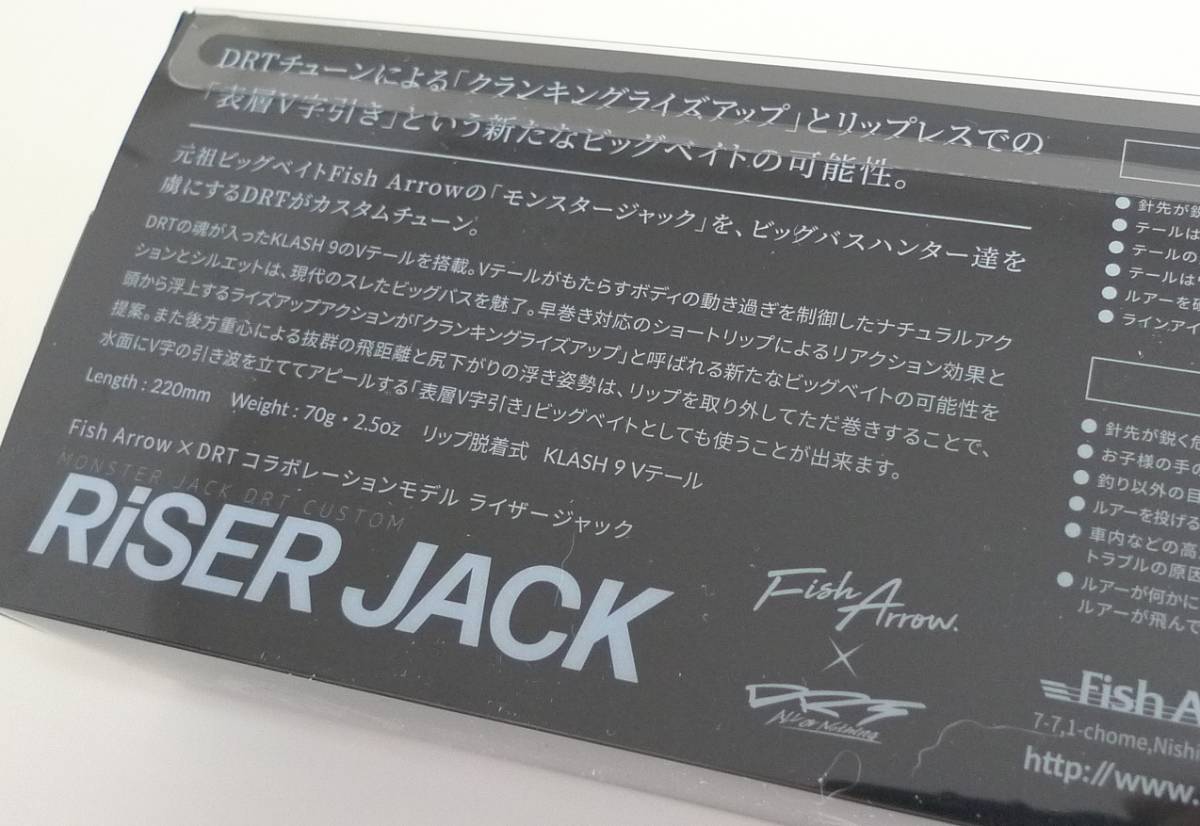 DRTチューンによる「クランキングライズアップ」とリップレスでの
「表層V字引き」という新たなビッグベイトの可能性。
元祖ビッグベイトFish Arrowの「モンスタージャック」を、ビッグバスハンター達を
虜にするDRTがカスタムチューン。
DRTの魂が入ったKLASH 9のVテールを搭載。Vテールがもたらすボディの動き過ぎを制御したナチュラルアク
ションとシルエットは、現代のスレたビッグバスを魅了。早巻き対応のショートリップによるリアクション効果と
頭から浮上するライズアップアクションが「クランキングライズアップ」と呼ばれる新たなビッグベイトの可能性を
提案。また後方重心による抜群の飛距離と尻下がりの浮き姿勢は、リップを取り外してただ巻きすることで、
水面にV字の引き波を立ててアピールする「表層V字引き」ビッグベイトとしても使うことが出来ます。
Length : 220mm Weight : 70g・2.5oz リップ脱着式 KLASH 9 Vテール
Fish Arrow × DRT コラボレーションモデル ライザージャック
MONSTER JACK DRT CUSTOM
RiSER JACK
Fish Arrow.
×
DRT
NV or Nothing
● 針先が鋭
● テールは
● テールの
● テールは
● ルアーを
● ラインアイ
● 針先が鋭く
● お子様の手の
● 釣り以外の目
● ルアーを投げる
● 車内などの高
トラブルの原因
● ルアーが何かに
ルアーが飛んで
Fish A
7-7,1-chome,Nishi
http://www.